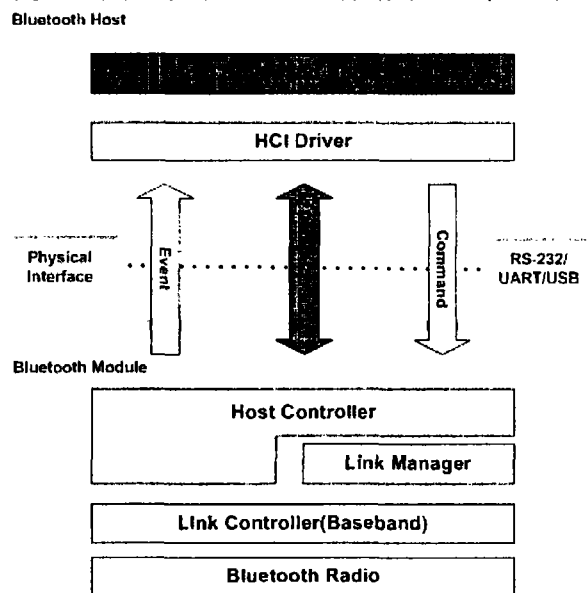 Bluetooth Host
HCI Driver
Event
Command
Physical
Interface
RS-232/
UART/USB
Bluetooth Module
Host Controller
Link Manager
Link Controller(Baseband)
Bluetooth Radio